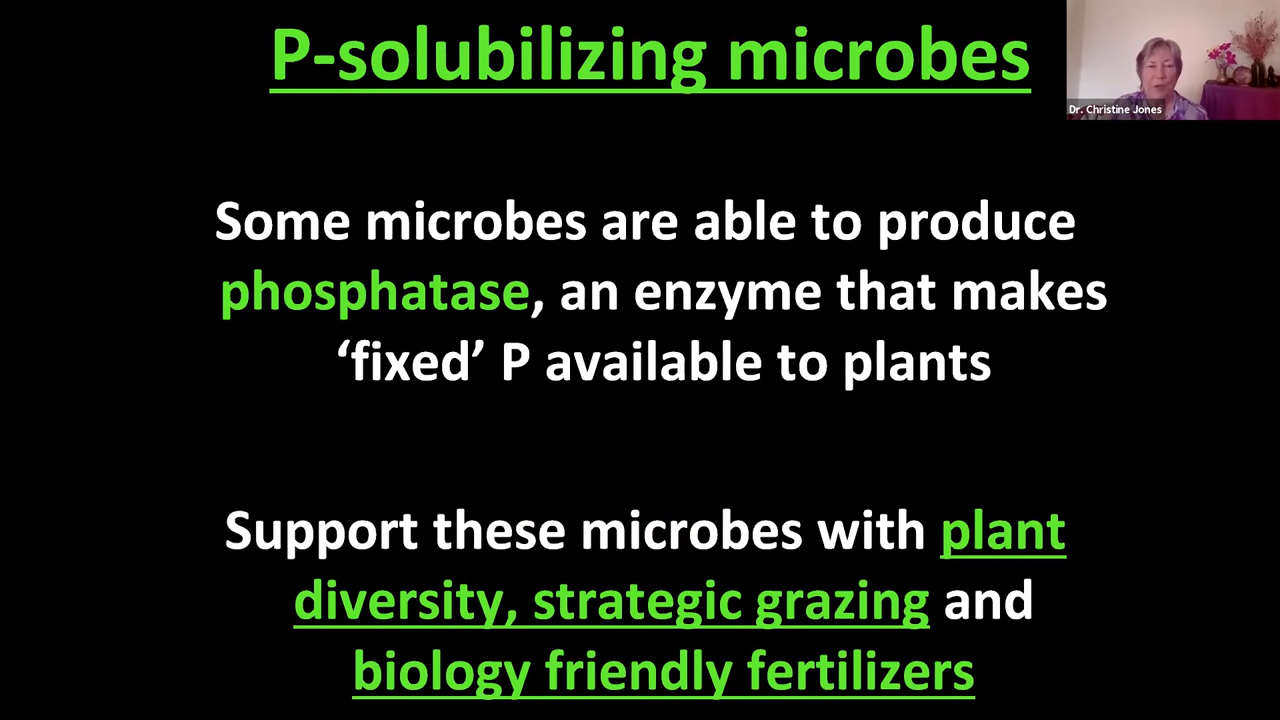 P-solubilizing microbes
Dr. Christine Jones
Some microbes are able to produce
phosphatase, an enzyme that makes
‘fixed’ P available to plants
Support these microbes with plant
diversity, strategic grazing and
biology friendly fertilizers